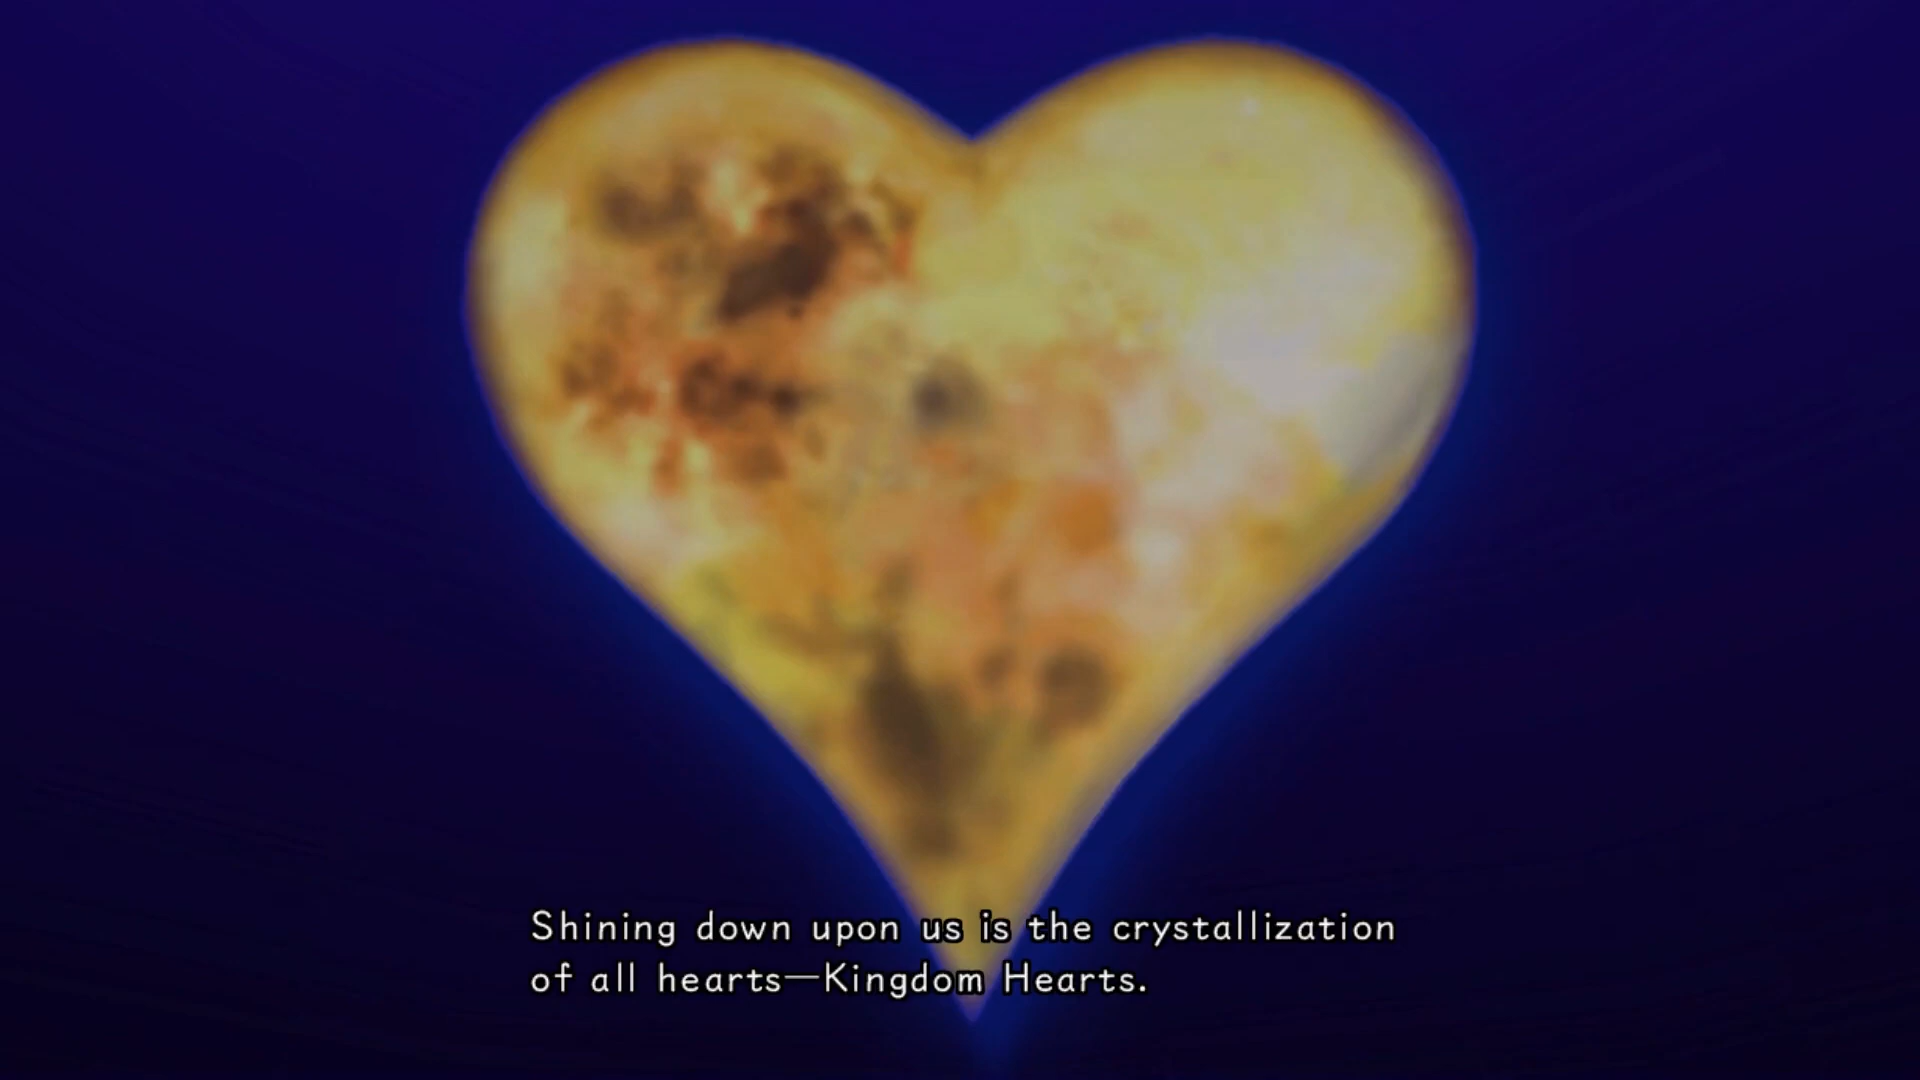 Shining down upon us is the crystallization
of all hearts—Kingdom Hearts.